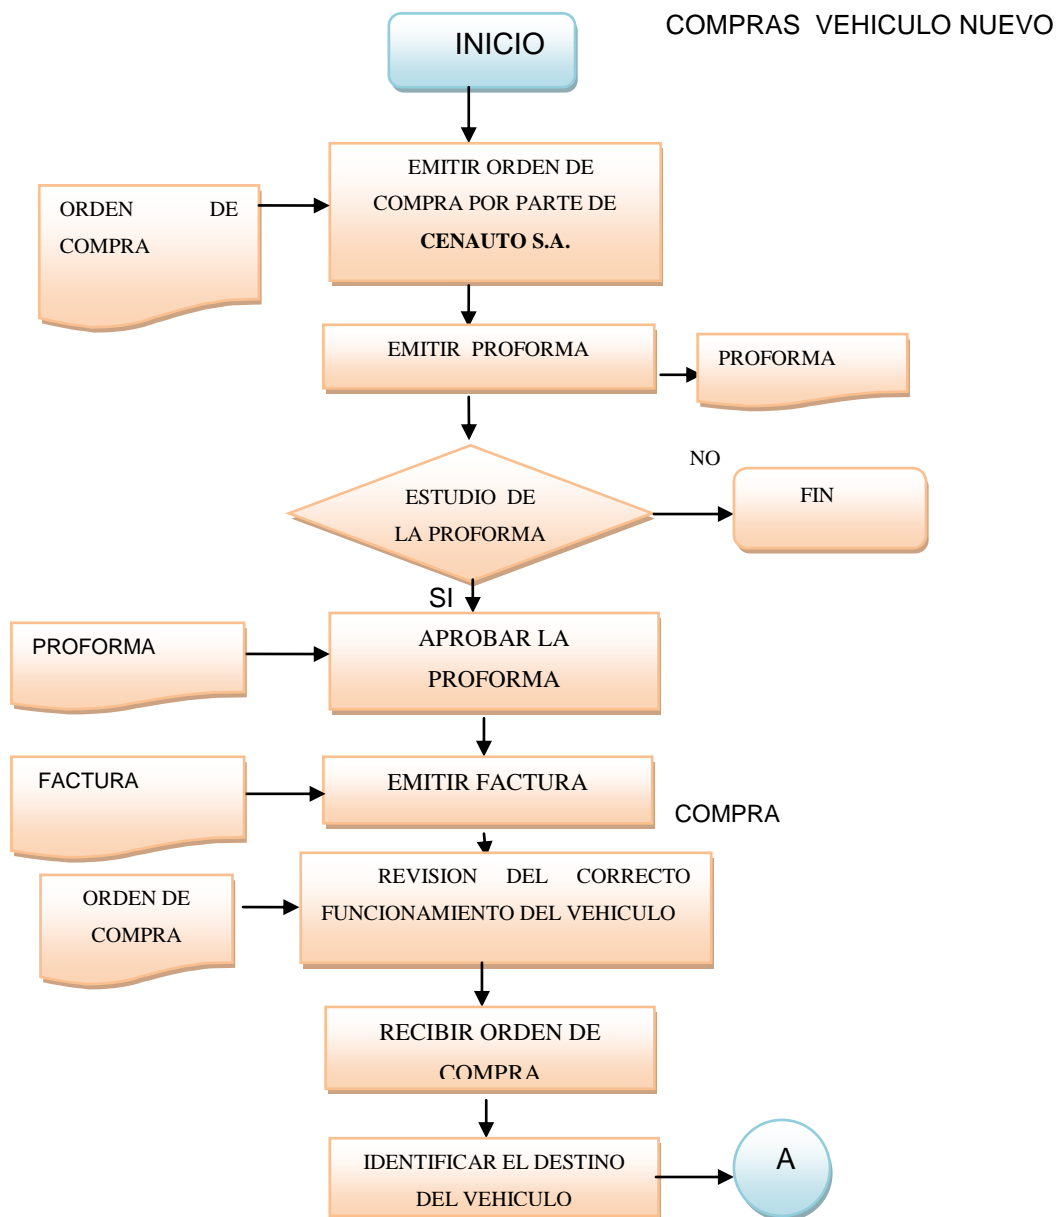 COMPRAS VEHICULO NUEVO
INICIO
EMITIR ORDEN DE
COMPRA POR PARTE DE
CENAUTO S.A.
ORDEN DE
COMPRA
EMITIR PROFORMA
PROFORMA
NO
ESTUDIO DE
LA PROFORMA
FIN
SI
PROFORMA
APROBAR LA
PROFORMA
FACTURA
EMITIR FACTURA
COMPRA
REVISION DEL CORRECTO
FUNCIONAMIENTO DEL VEHICULO
ORDEN DE
COMPRA
RECIBIR ORDEN DE
COMPRA
IDENTIFICAR EL DESTINO
DEL VEHICULO
A